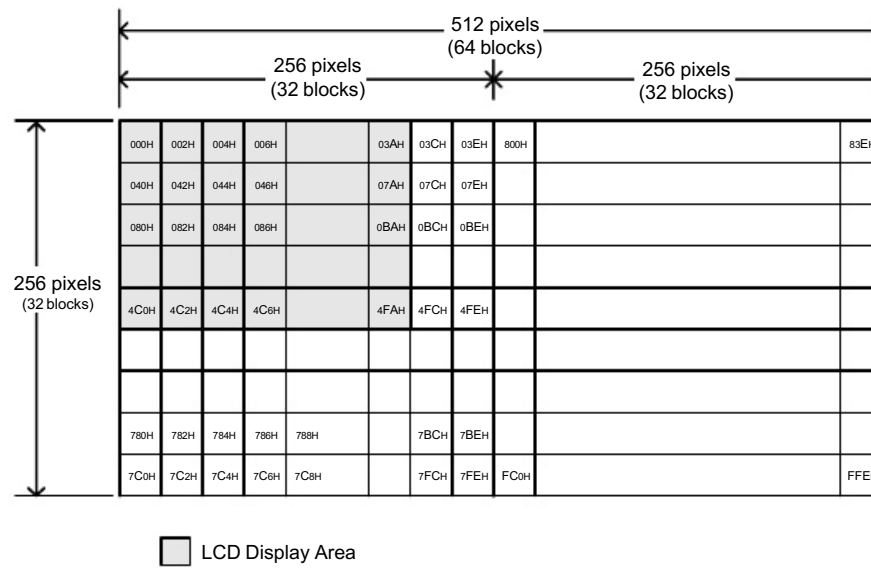 512 pixels
(64 blocks)
256 pixels
(32 blocks)
256 pixels
(32 blocks)
000H 002H 004H 006H 03AH 03CH 03EH 800H 83EH
040H 042H 044H 046H 07AH 07CH 07EH
080H 082H 084H 086H 0BAH 0BCH 0BEH
256 pixels
(32 blocks)
4C0H 4C2H 4C4H 4C6H 4FAH 4FCH 4FEH
780H 782H 784H 786H 788H 7BCH 7BEH
7C0H 7C2H 7C4H 7C6H 7C8H 7FCH 7FEH FC0H FFE
LCD Display Area